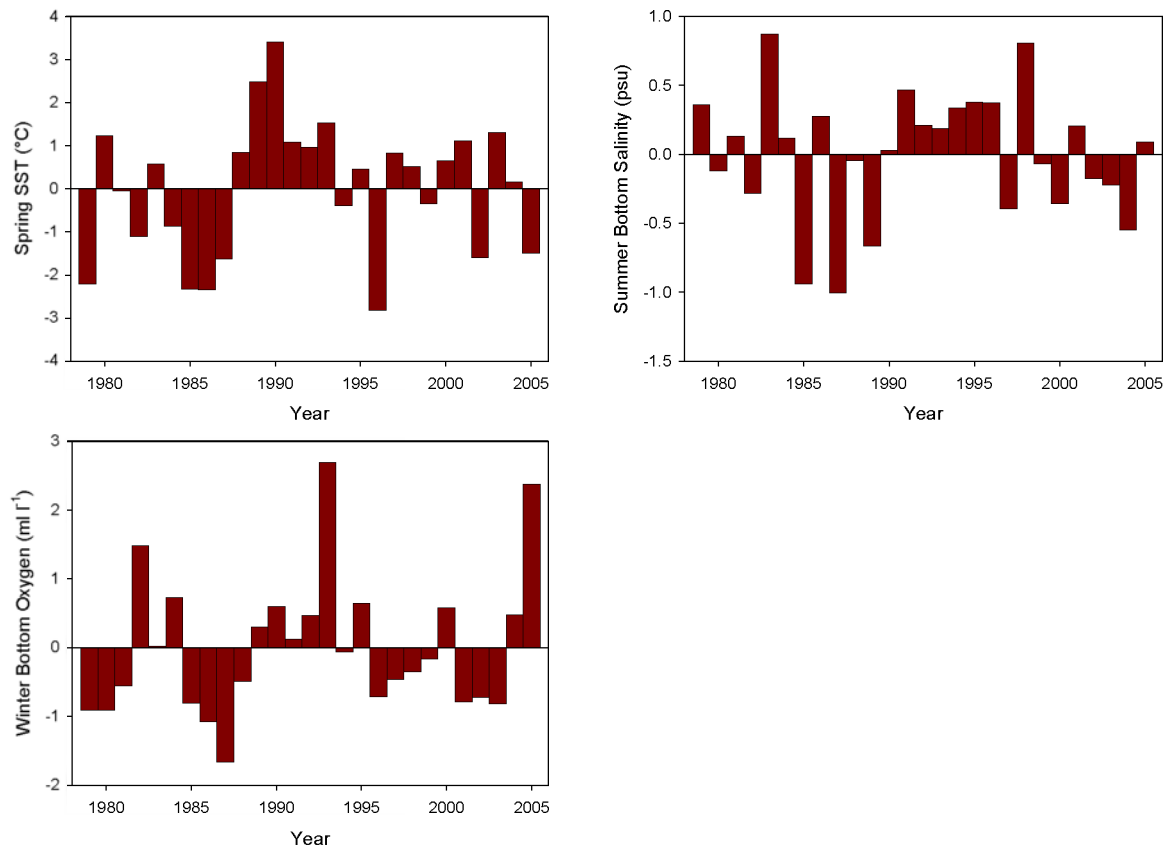 Spring SST (°C)
4
3
2
1
0
-1
-2
-3
-4
1980 1985 1990 1995 2000 2005
Year
Summer Bottom Salinity (psu)
1.0
0.5
0.0
-0.5
-1.0
-1.5
1980 1985 1990 1995 2000 2005
Year
Winter Bottom Oxygen (ml l⁻¹)
3
2
1
0
-1
-2
1980 1985 1990 1995 2000 2005
Year